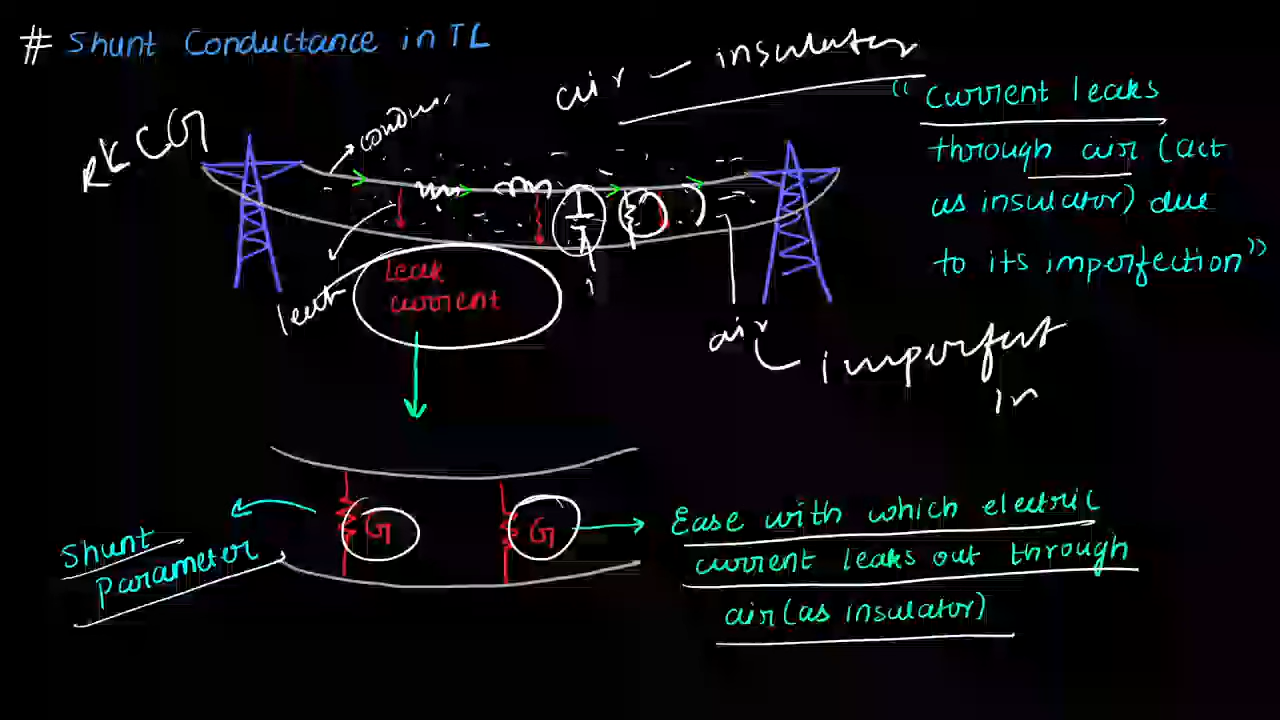 # Shunt Conductance in TL
air – insulator
"Current leaks
through air (act
as insulator) due
to its imperfection"
Leak
current
air
imperfect
In
G
G
Shunt
parameter
Ease with which electric
current leaks out through
air (as insulator)